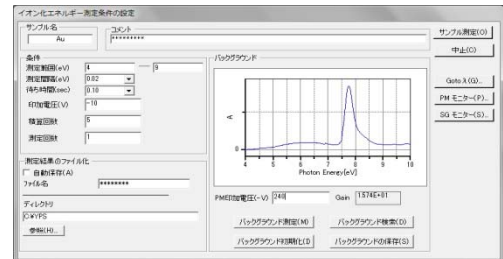 イオン化エネルギー測定条件の設定
サンプル名
Au
コメント
*********
サンプル測定(O)
中止(C)
条件
測定範囲(eV) 4 — 9
測定間隔(eV) 0.02
待ち時間(sec) 0.10
印加電圧(V) -10
積算回数 5
測定回数 1
バックグラウンド
A
0
4 5 6 7 8 9 10
Photon Energy[eV]
Goto λ(G)...
PM モニター(P)...
SG モニター(S)...
測定結果のファイル化
自動保存(A)
ファイル名 ********
ディレクトリ
C:¥YPS
参照(H)...
PM印加電圧(-V) 240 Gain 1.574E+01
バックグラウンド測定(M) バックグラウンド検索(D)
バックグラウンド初期化(I) バックグラウンドの保存(S)